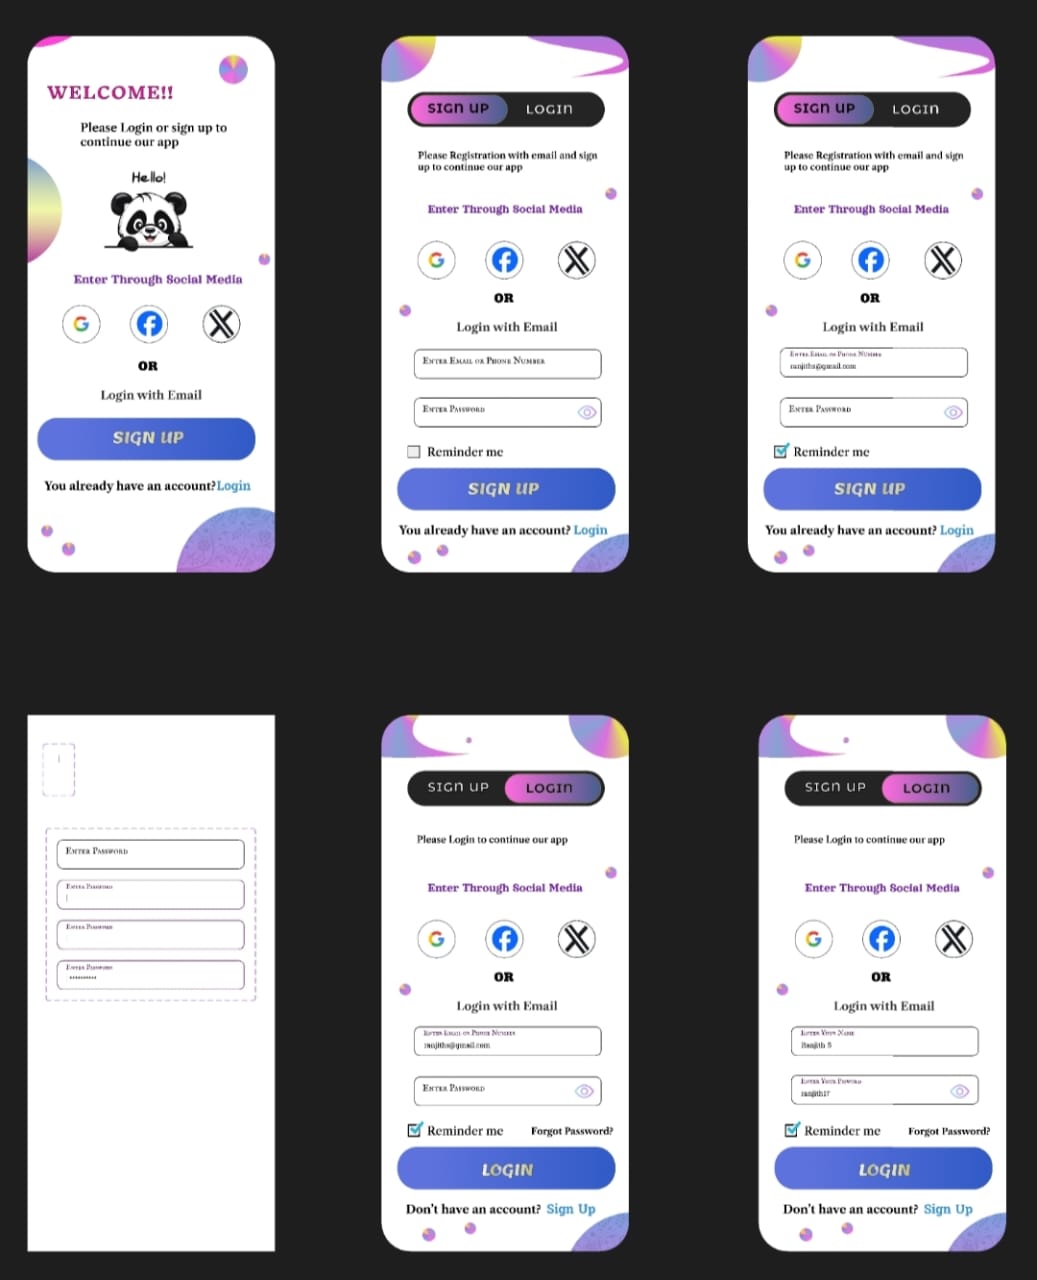 WELCOME!!
Please Login or sign up to
continue our app
Hello!
Enter Through Social Media
G
f
X
OR
Login with Email
SIGN UP
You already have an account?Login
SIGN UP
LOGIN
Please Registration with email and sign
up to continue our app
Enter Through Social Media
G
f
X
OR
Login with Email
Enter Email or Phone Number
Enter Password
Reminder me
SIGN UP
You already have an account? Login
SIGN UP
LOGIN
Please Registration with email and sign
up to continue our app
Enter Through Social Media
G
f
X
OR
Login with Email
Enter Email or Phone Number
ranjiths@gmail.com
Enter Password
Reminder me
SIGN UP
You already have an account? Login
Enter Password
Enter Password
Enter Password
Enter Password
SIGN UP
LOGIN
Please Login to continue our app
Enter Through Social Media
G
f
X
OR
Login with Email
Enter Email or Phone Number
ranjiths@gmail.com
Enter Password
Reminder me
Forgot Password?
LOGIN
Don't have an account? Sign Up
SIGN UP
LOGIN
Please Login to continue our app
Enter Through Social Media
G
f
X
OR
Login with Email
Enter Your Name
Ranjith S
Enter Your
ranjith17
Reminder me
Forgot Password?
LOGIN
Don't have an account? Sign Up